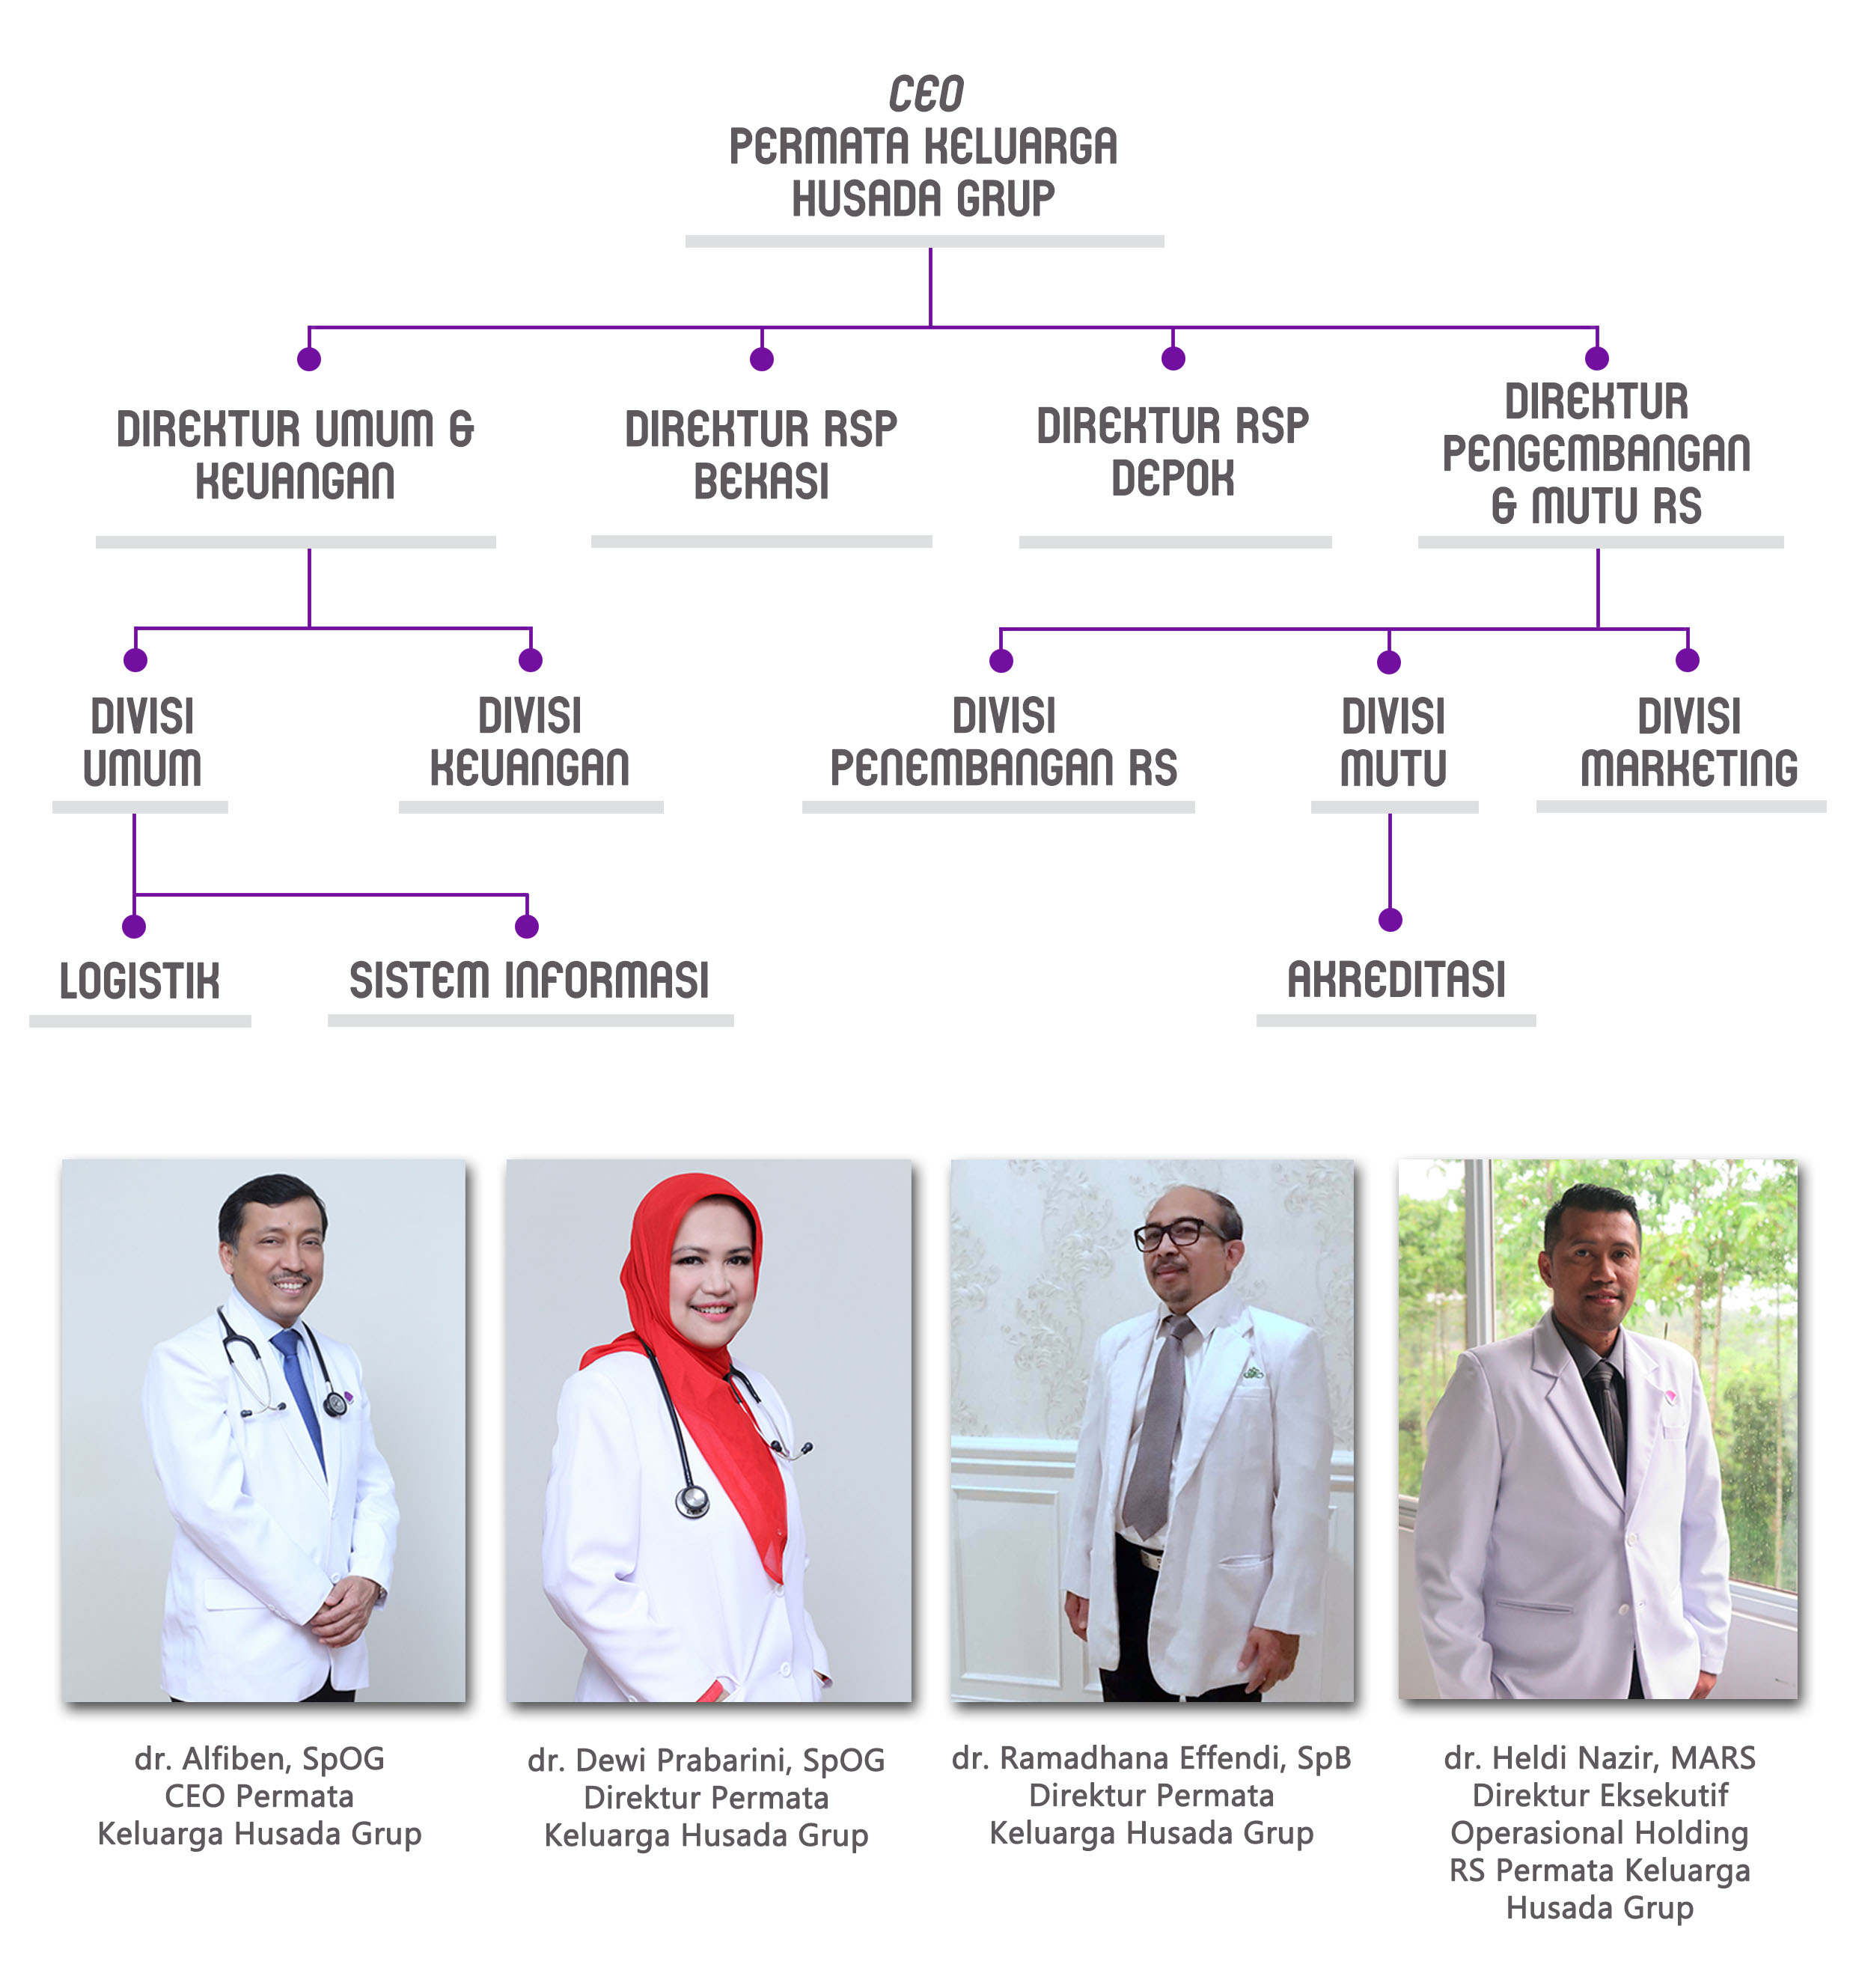 CEO
PERMATA KELUARGA
HUSADA GRUP
DIREKTUR UMUM &
KEUANGAN
DIREKTUR RSP
BEKASI
DIREKTUR RSP
DEPOK
DIREKTUR
PENGEMBANGAN
& MUTU RS
DIVISI
UMUM
DIVISI
KEUANGAN
DIVISI
PENEMBANGAN RS
DIVISI
MUTU
DIVISI
MARKETING
LOGISTIK
SISTEM INFORMASI
AKREDITASI
dr. Alfiben, SpOG
CEO Permata
Keluarga Husada Grup
dr. Dewi Prabarini, SpOG
Direktur Permata
Keluarga Husada Grup
dr. Ramadhana Effendi, SpB
Direktur Permata
Keluarga Husada Grup
dr. Heldi Nazir, MARS
Direktur Eksekutif
Operasional Holding
RS Permata Keluarga
Husada Grup